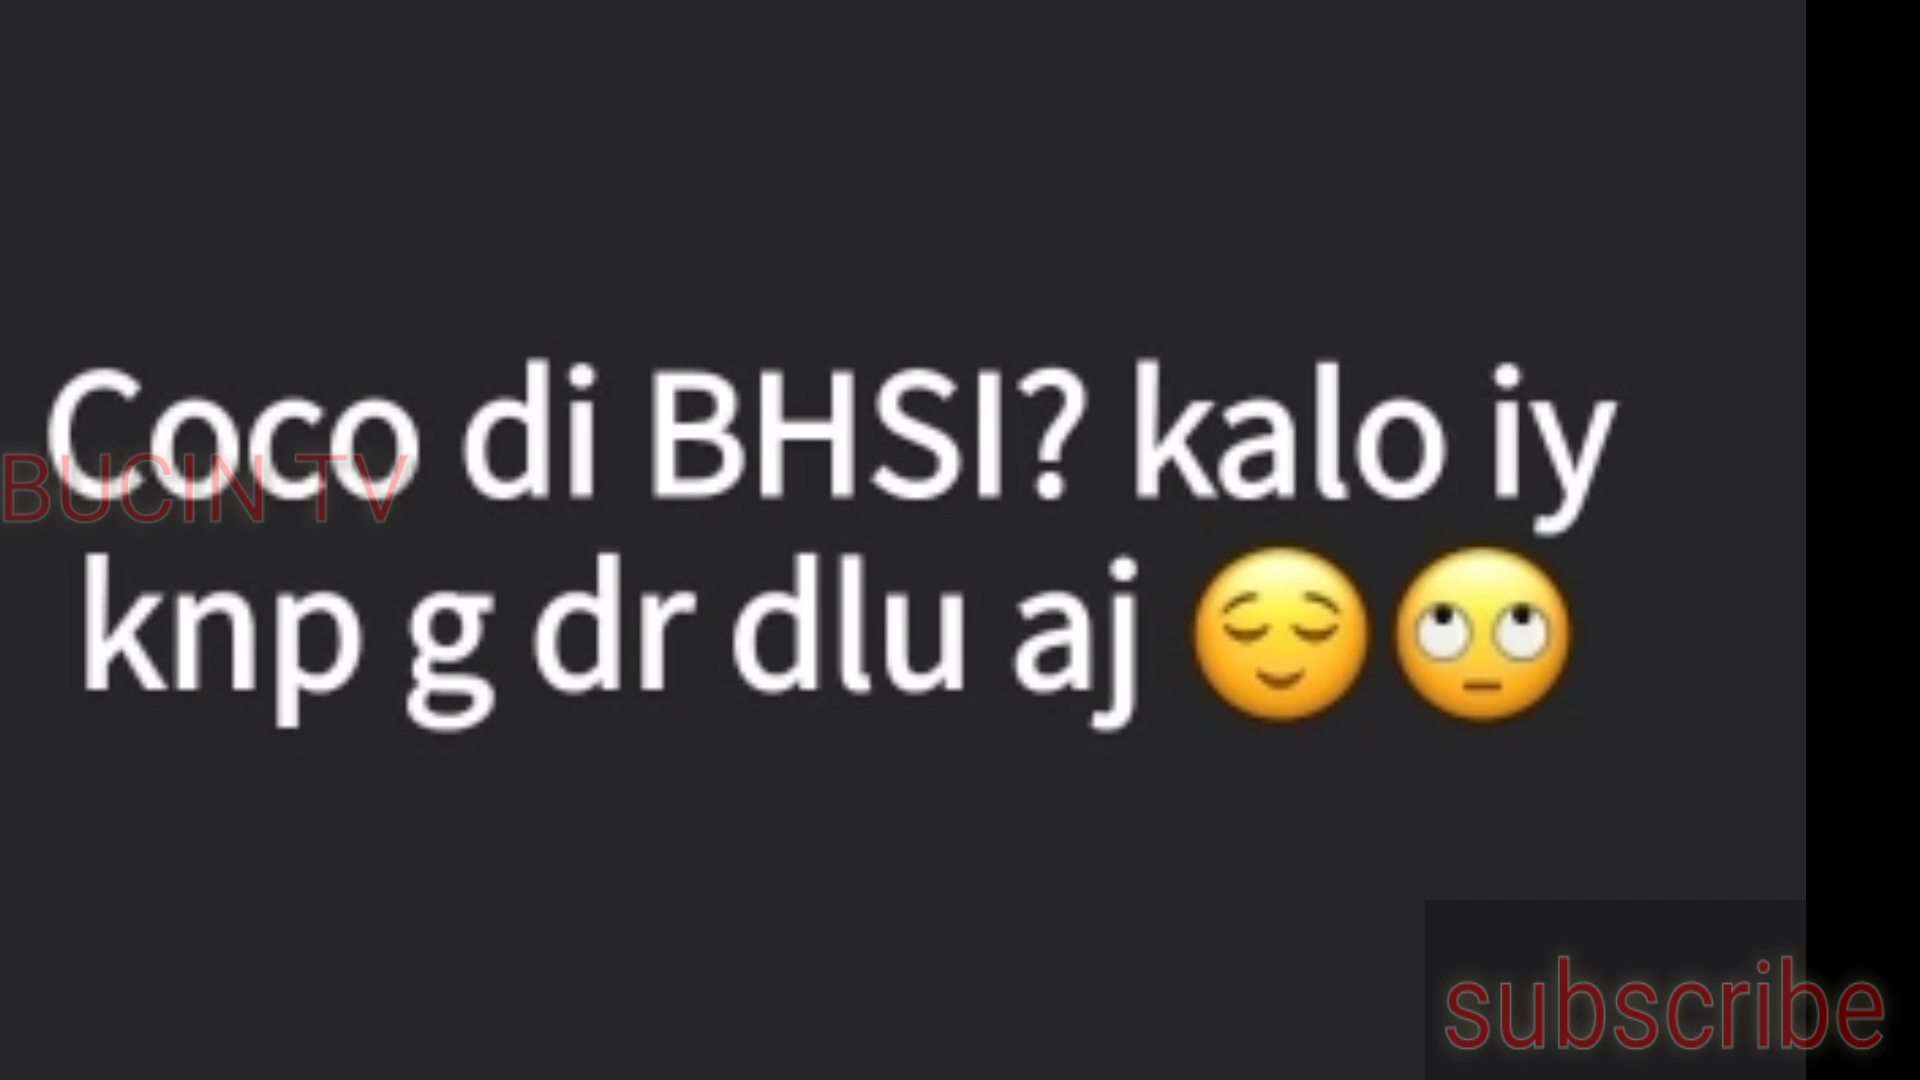 Coco di BHSI? kalo iy
BUCIN TV
knp g dr dlu aj 😌🙄
subscribe